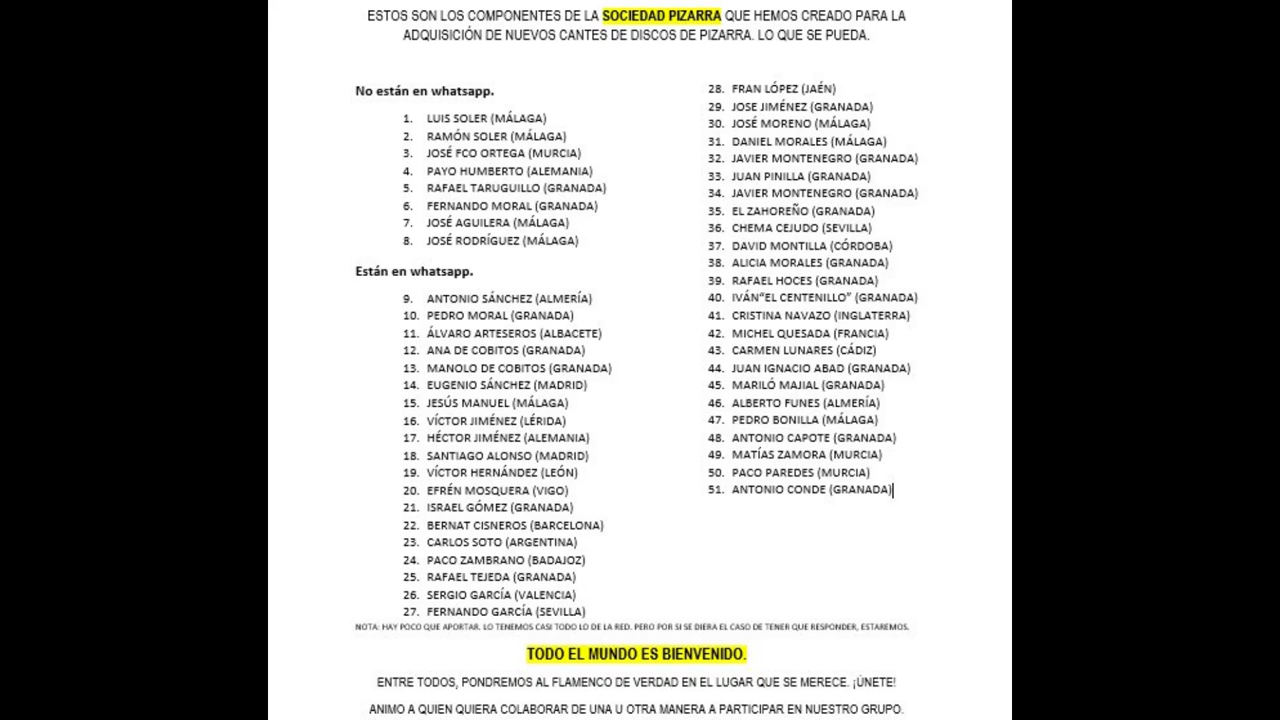 ESTOS SON LOS COMPONENTES DE LA SOCIEDAD PIZARRA QUE HEMOS CREADO PARA LA
ADQUISICIÓN DE NUEVOS CANTES DE DISCOS DE PIZARRA. LO QUE SE PUEDA.
No están en whatsapp.
1. LUIS SOLER (MÁLAGA)
2. RAMÓN SOLER (MÁLAGA)
3. JOSÉ FCO ORTEGA (MURCIA)
4. PAYO HUMBERTO (ALEMANIA)
5. RAFAEL TARUGUILLO (GRANADA)
6. FERNANDO MORAL (GRANADA)
7. JOSÉ AGUILERA (MÁLAGA)
8. JOSÉ RODRÍGUEZ (MÁLAGA)
Están en whatsapp.
9. ANTONIO SÁNCHEZ (ALMERÍA)
10. PEDRO MORAL (GRANADA)
11. ÁLVARO ARTESEROS (ALBACETE)
12. ANA DE COBITOS (GRANADA)
13. MANOLO DE COBITOS (GRANADA)
14. EUGENIO SÁNCHEZ (MADRID)
15. JESÚS MANUEL (MÁLAGA)
16. VÍCTOR JIMÉNEZ (LÉRIDA)
17. HÉCTOR JIMÉNEZ (ALEMANIA)
18. SANTIAGO ALONSO (MADRID)
19. VÍCTOR HERNÁNDEZ (LEÓN)
20. EFRÉN MOSQUERA (VIGO)
21. ISRAEL GÓMEZ (GRANADA)
22. BERNAT CISNEROS (BARCELONA)
23. CARLOS SOTO (ARGENTINA)
24. PACO ZAMBRANO (BADAJOZ)
25. RAFAEL TEJEDA (GRANADA)
26. SERGIO GARCÍA (VALENCIA)
27. FERNANDO GARCÍA (SEVILLA)
28. FRAN LÓPEZ (JAÉN)
29. JOSE JIMÉNEZ (GRANADA)
30. JOSÉ MORENO (MÁLAGA)
31. DANIEL MORALES (MÁLAGA)
32. JAVIER MONTENEGRO (GRANADA)
33. JUAN PINILLA (GRANADA)
34. JAVIER MONTENEGRO (GRANADA)
35. EL ZAHOREÑO (GRANADA)
36. CHEMA CEJUDO (SEVILLA)
37. DAVID MONTILLA (CÓRDOBA)
38. ALICIA MORALES (GRANADA)
39. RAFAEL HOCES (GRANADA)
40. IVÁN“EL CENTENILLO” (GRANADA)
41. CRISTINA NAVAZO (INGLATERRA)
42. MICHEL QUESADA (FRANCIA)
43. CARMEN LUNARES (CÁDIZ)
44. JUAN IGNACIO ABAD (GRANADA)
45. MARILÓ MAJIAL (GRANADA)
46. ALBERTO FUNES (ALMERÍA)
47. PEDRO BONILLA (MÁLAGA)
48. ANTONIO CAPOTE (GRANADA)
49. MATÍAS ZAMORA (MURCIA)
50. PACO PAREDES (MURCIA)
51. ANTONIO CONDE (GRANADA)
NOTA: HAY POCO QUE APORTAR. LO TENEMOS CASI TODO LO DE LA RED. PERO POR SI SE DIERA EL CASO DE TENER QUE RESPONDER, ESTAREMOS.
TODO EL MUNDO ES BIENVENIDO.
ENTRE TODOS, PONDREMOS AL FLAMENCO DE VERDAD EN EL LUGAR QUE SE MERECE. ¡ÚNETE!
ANIMO A QUIEN QUIERA COLABORAR DE UNA U OTRA MANERA A PARTICIPAR EN NUESTRO GRUPO.